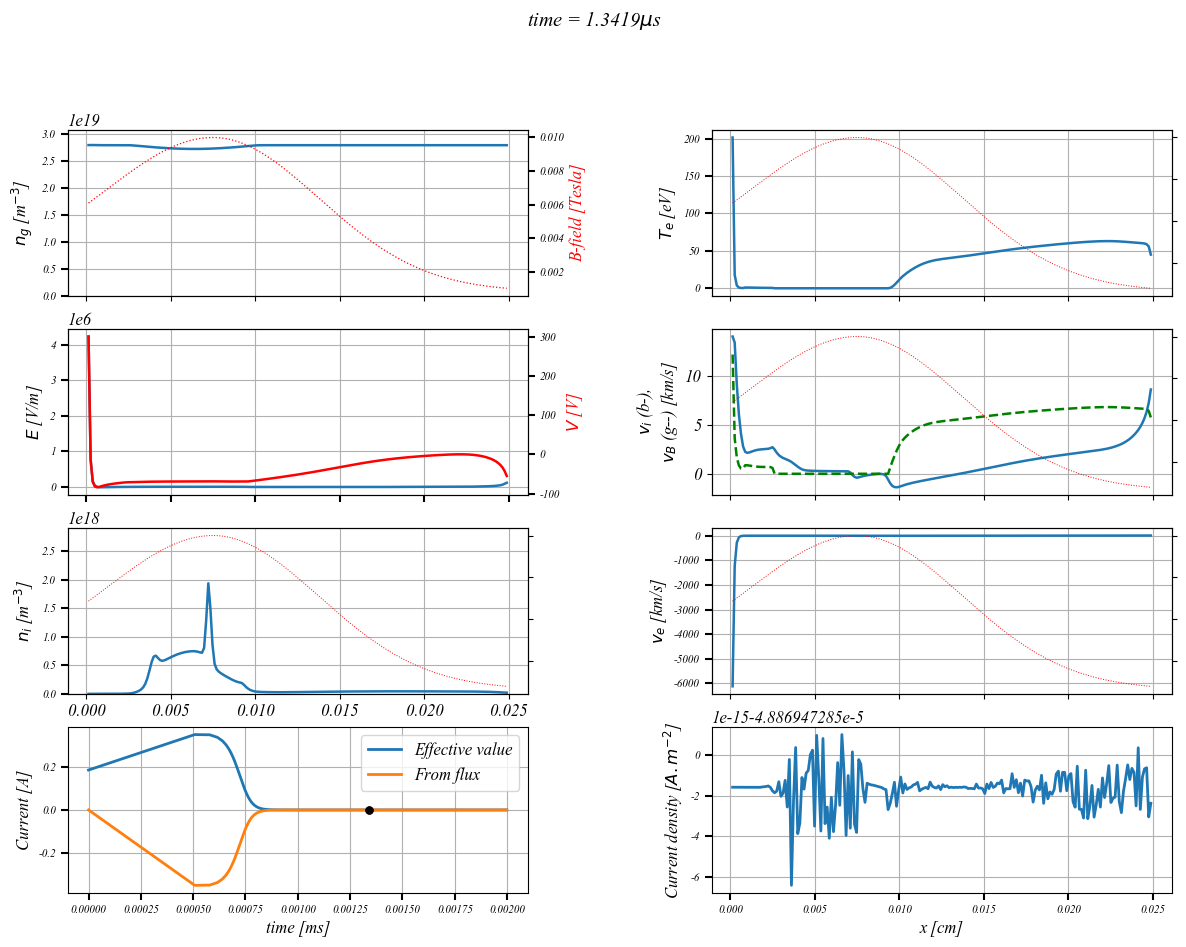 time = 1.3419μs
1e19
3.0
2.5
2.0
1.5
1.0
0.5
0.0
n_g [m^{-3}]
0.010
0.008
0.006
0.004
0.002
B-field [Tesla]
200
150
100
50
0
T_e [eV]
1e6
4
3
2
1
0
E [V/m]
300
200
100
0
-100
V [V]
10
5
0
v_i (b-),
v_B (g--) [km/s]
1e18
2.5
2.0
1.5
1.0
0.5
0.0
n_i [m^{-3}]
0.000 0.005 0.010 0.015 0.020 0.025
0
-1000
-2000
-3000
-4000
-5000
-6000
v_e [km/s]
0.2
0.0
-0.2
Current [A]
Effective value
From flux
0.00000 0.00025 0.00050 0.00075 0.00100 0.00125 0.00150 0.00175 0.00200
time [ms]
1e-15-4.886947285e-5
0
-2
-4
-6
Current density [A.m^{-2}]
0.000 0.005 0.010 0.015 0.020 0.025
x [cm]